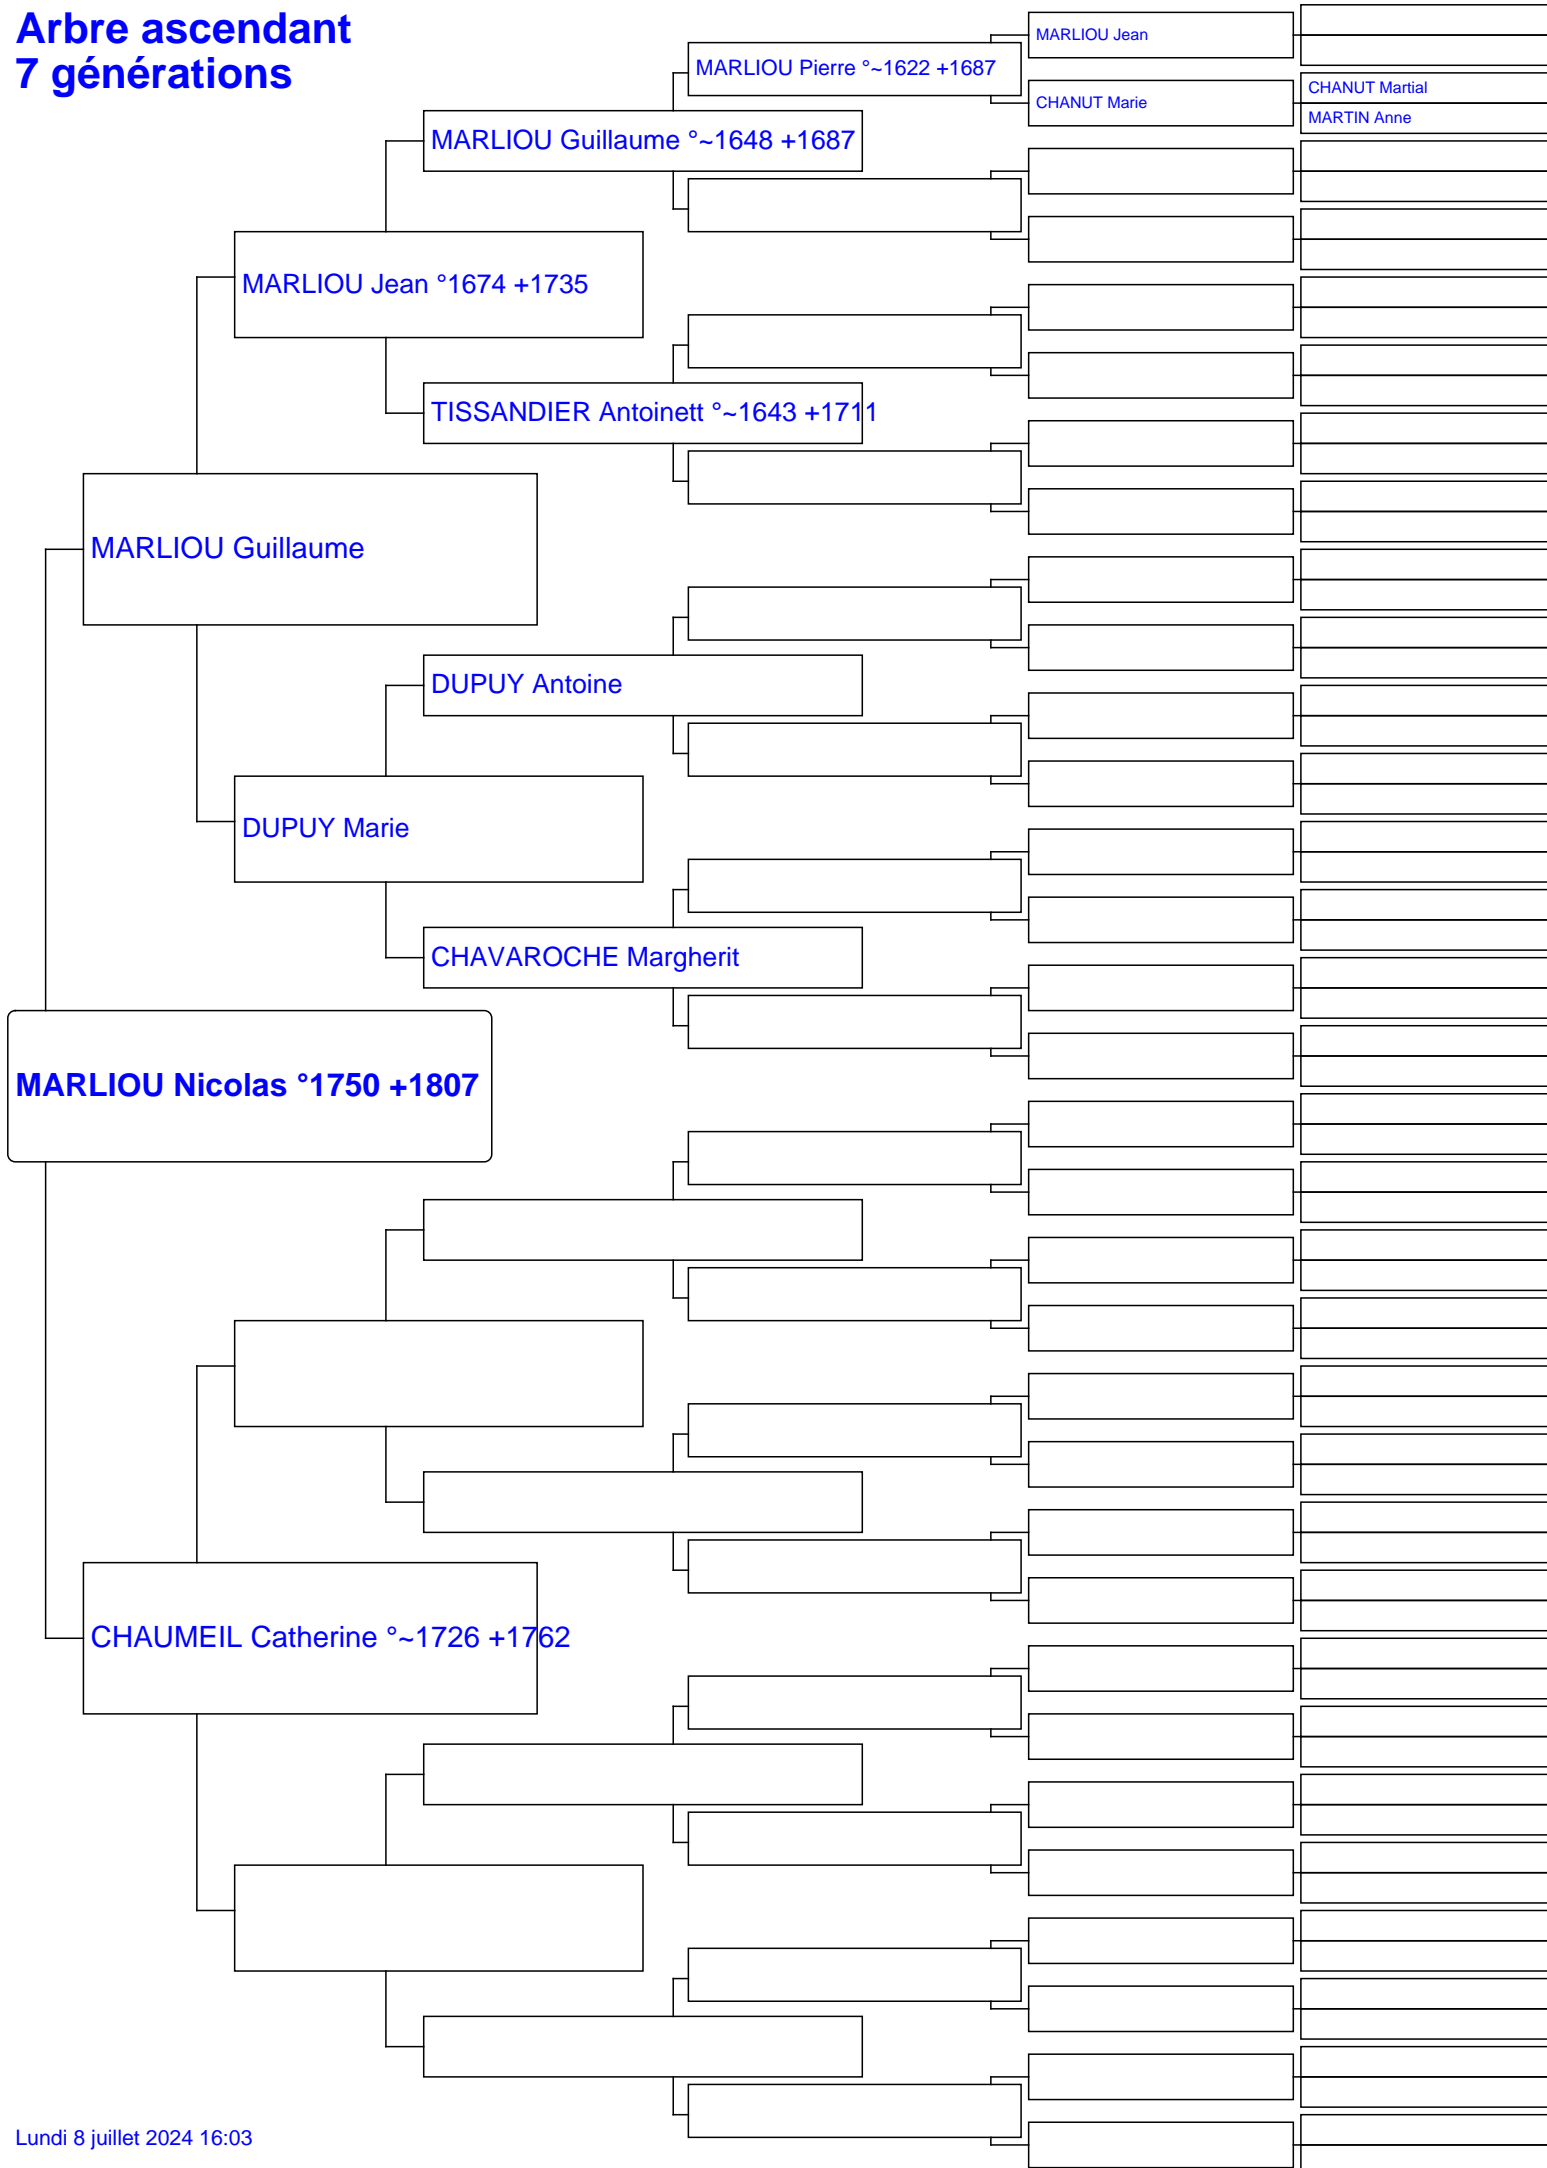 Arbre ascendant
7 générations
MARLIOU Jean
MARLIOU Pierre °~1622 +1687
CHANUT Martial
CHANUT Marie
MARTIN Anne
MARLIOU Guillaume °~1648 +1687
MARLIOU Jean °1674 +1735
TISSANDIER Antoinett °~1643 +1711
MARLIOU Guillaume
DUPUY Antoine
DUPUY Marie
CHAVAROCHE Margherit
MARLIOU Nicolas °1750 +1807
CHAUMEIL Catherine °~1726 +1762
Lundi 8 juillet 2024 16:03